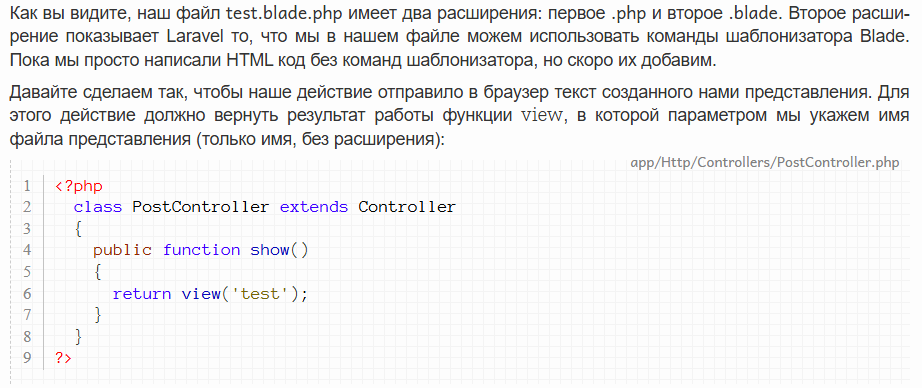 Как вы видите, наш файл test.blade.php имеет два расширения: первое .php и второе .blade. Второе расши-
рение показывает Laravel то, что мы в нашем файле можем использовать команды шаблонизатора Blade.
Пока мы просто написали HTML код без команд шаблонизатора, но скоро их добавим.
Давайте сделаем так, чтобы наше действие отправило в браузер текст созданного нами представления. Для
этого действие должно вернуть результат работы функции view, в которой параметром мы укажем имя
файла представления (только имя, без расширения):
app/Http/Controllers/PostController.php
1 <?php
2 class PostController extends Controller
3 {
4 public function show()
5 {
6 return view('test');
7 }
8 }
9 ?>